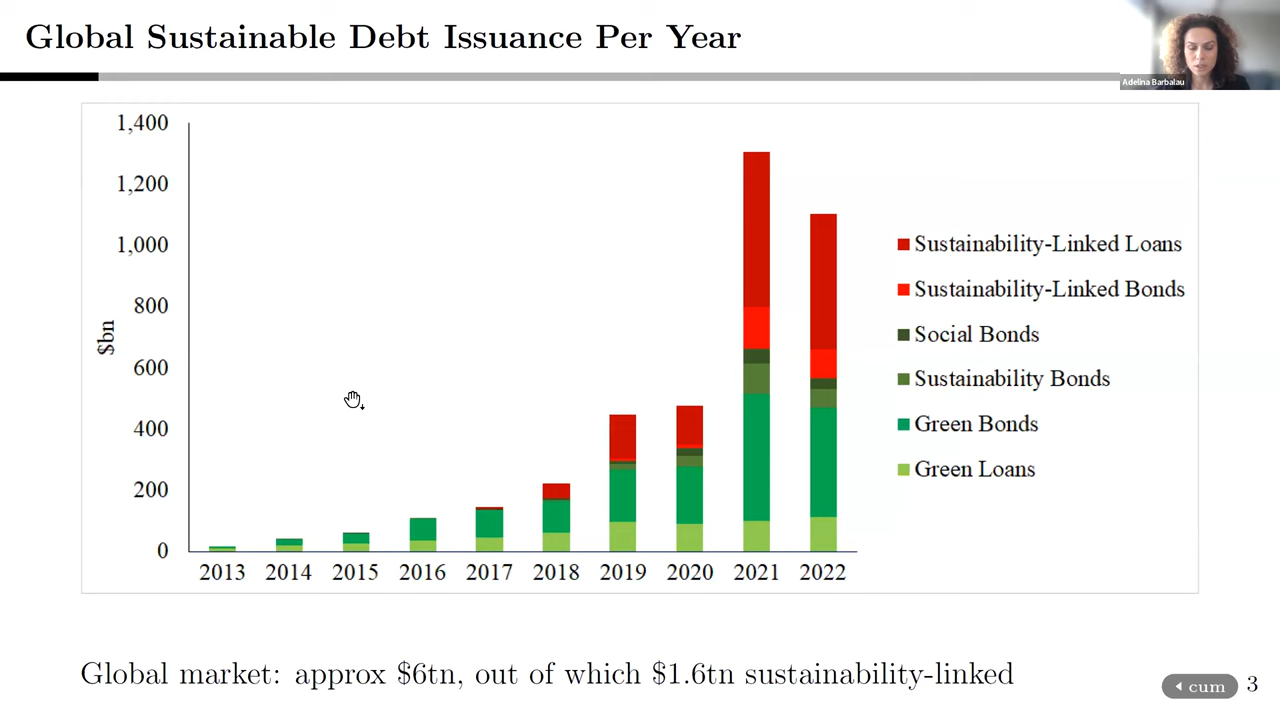 Global Sustainable Debt Issuance Per Year
Adelina Barbalau
1,400
1,200
1,000
800
600
400
200
0
$bn
2013 2014 2015 2016 2017 2018 2019 2020 2021 2022
Sustainability-Linked Loans
Sustainability-Linked Bonds
Social Bonds
Sustainability Bonds
Green Bonds
Green Loans
Global market: approx $6tn, out of which $1.6tn sustainability-linked
cum
3